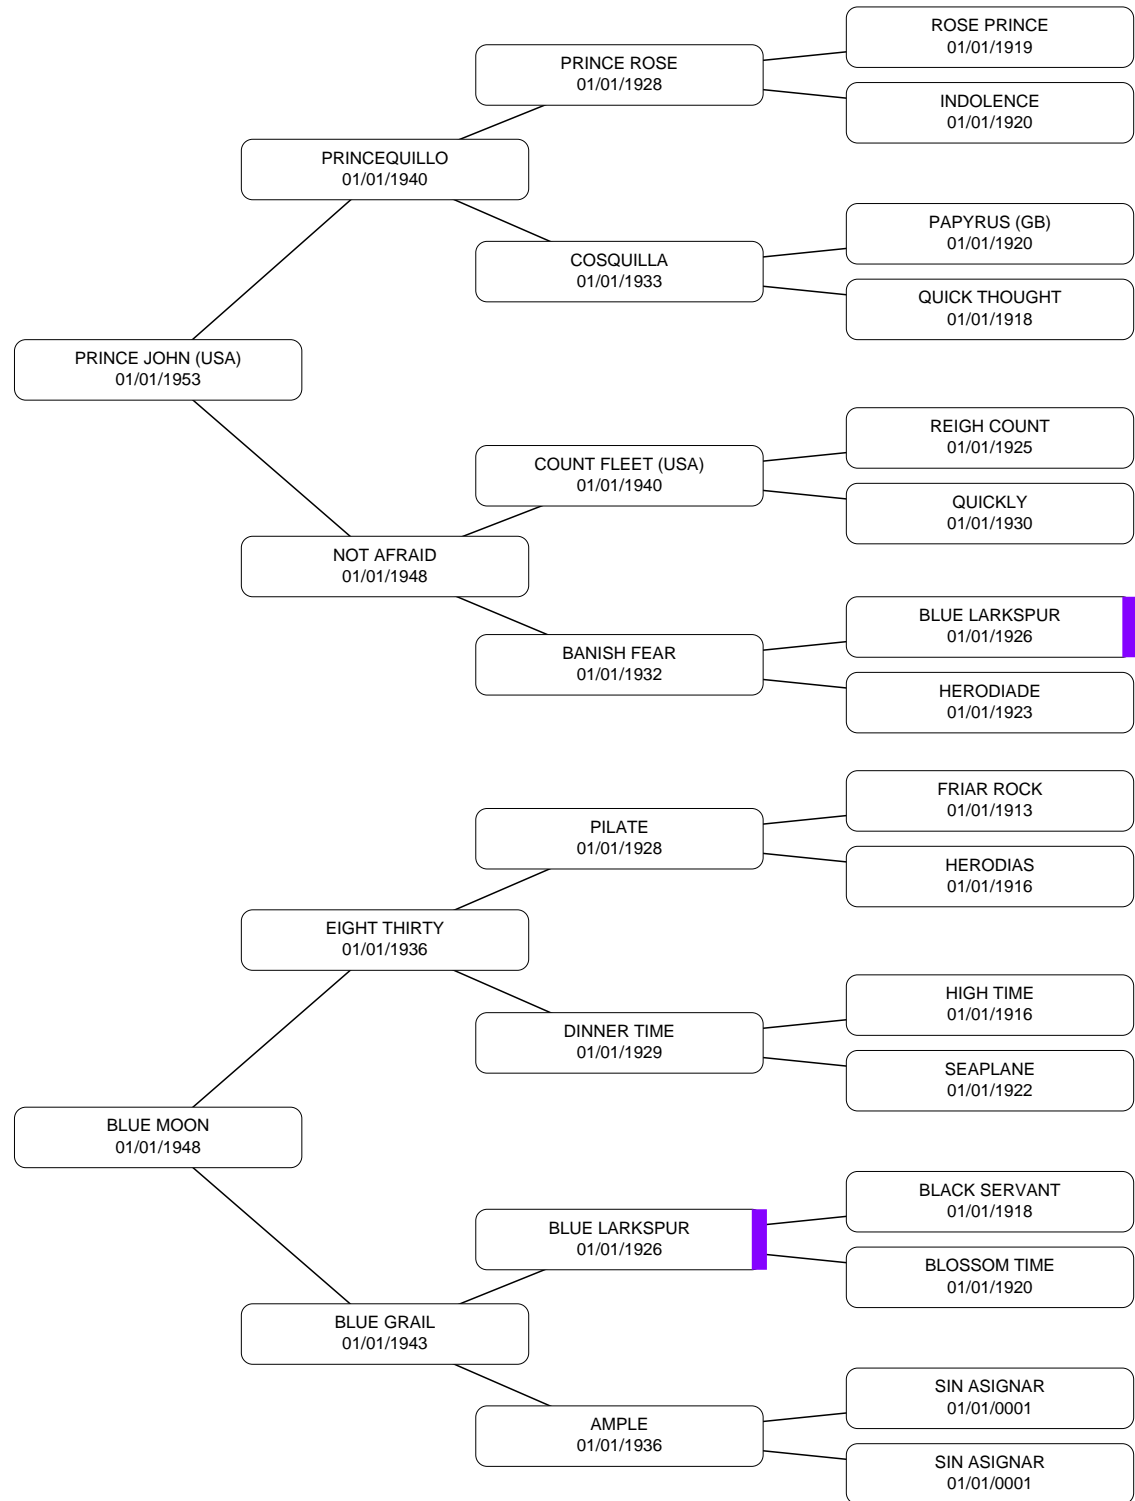 ROSE PRINCE
01/01/1919
PRINCE ROSE
01/01/1928
INDOLENCE
01/01/1920
PRINCEQUILLO
01/01/1940
PAPYRUS (GB)
01/01/1920
COSQUILLA
01/01/1933
QUICK THOUGHT
01/01/1918
PRINCE JOHN (USA)
01/01/1953
REIGH COUNT
01/01/1925
COUNT FLEET (USA)
01/01/1940
QUICKLY
01/01/1930
NOT AFRAID
01/01/1948
BLUE LARKSPUR
01/01/1926
BANISH FEAR
01/01/1932
HERODIADE
01/01/1923
FRIAR ROCK
01/01/1913
PILATE
01/01/1928
HERODIAS
01/01/1916
EIGHT THIRTY
01/01/1936
HIGH TIME
01/01/1916
DINNER TIME
01/01/1929
SEAPLANE
01/01/1922
BLUE MOON
01/01/1948
BLACK SERVANT
01/01/1918
BLUE LARKSPUR
01/01/1926
BLOSSOM TIME
01/01/1920
BLUE GRAIL
01/01/1943
SIN ASIGNAR
01/01/0001
AMPLE
01/01/1936
SIN ASIGNAR
01/01/0001